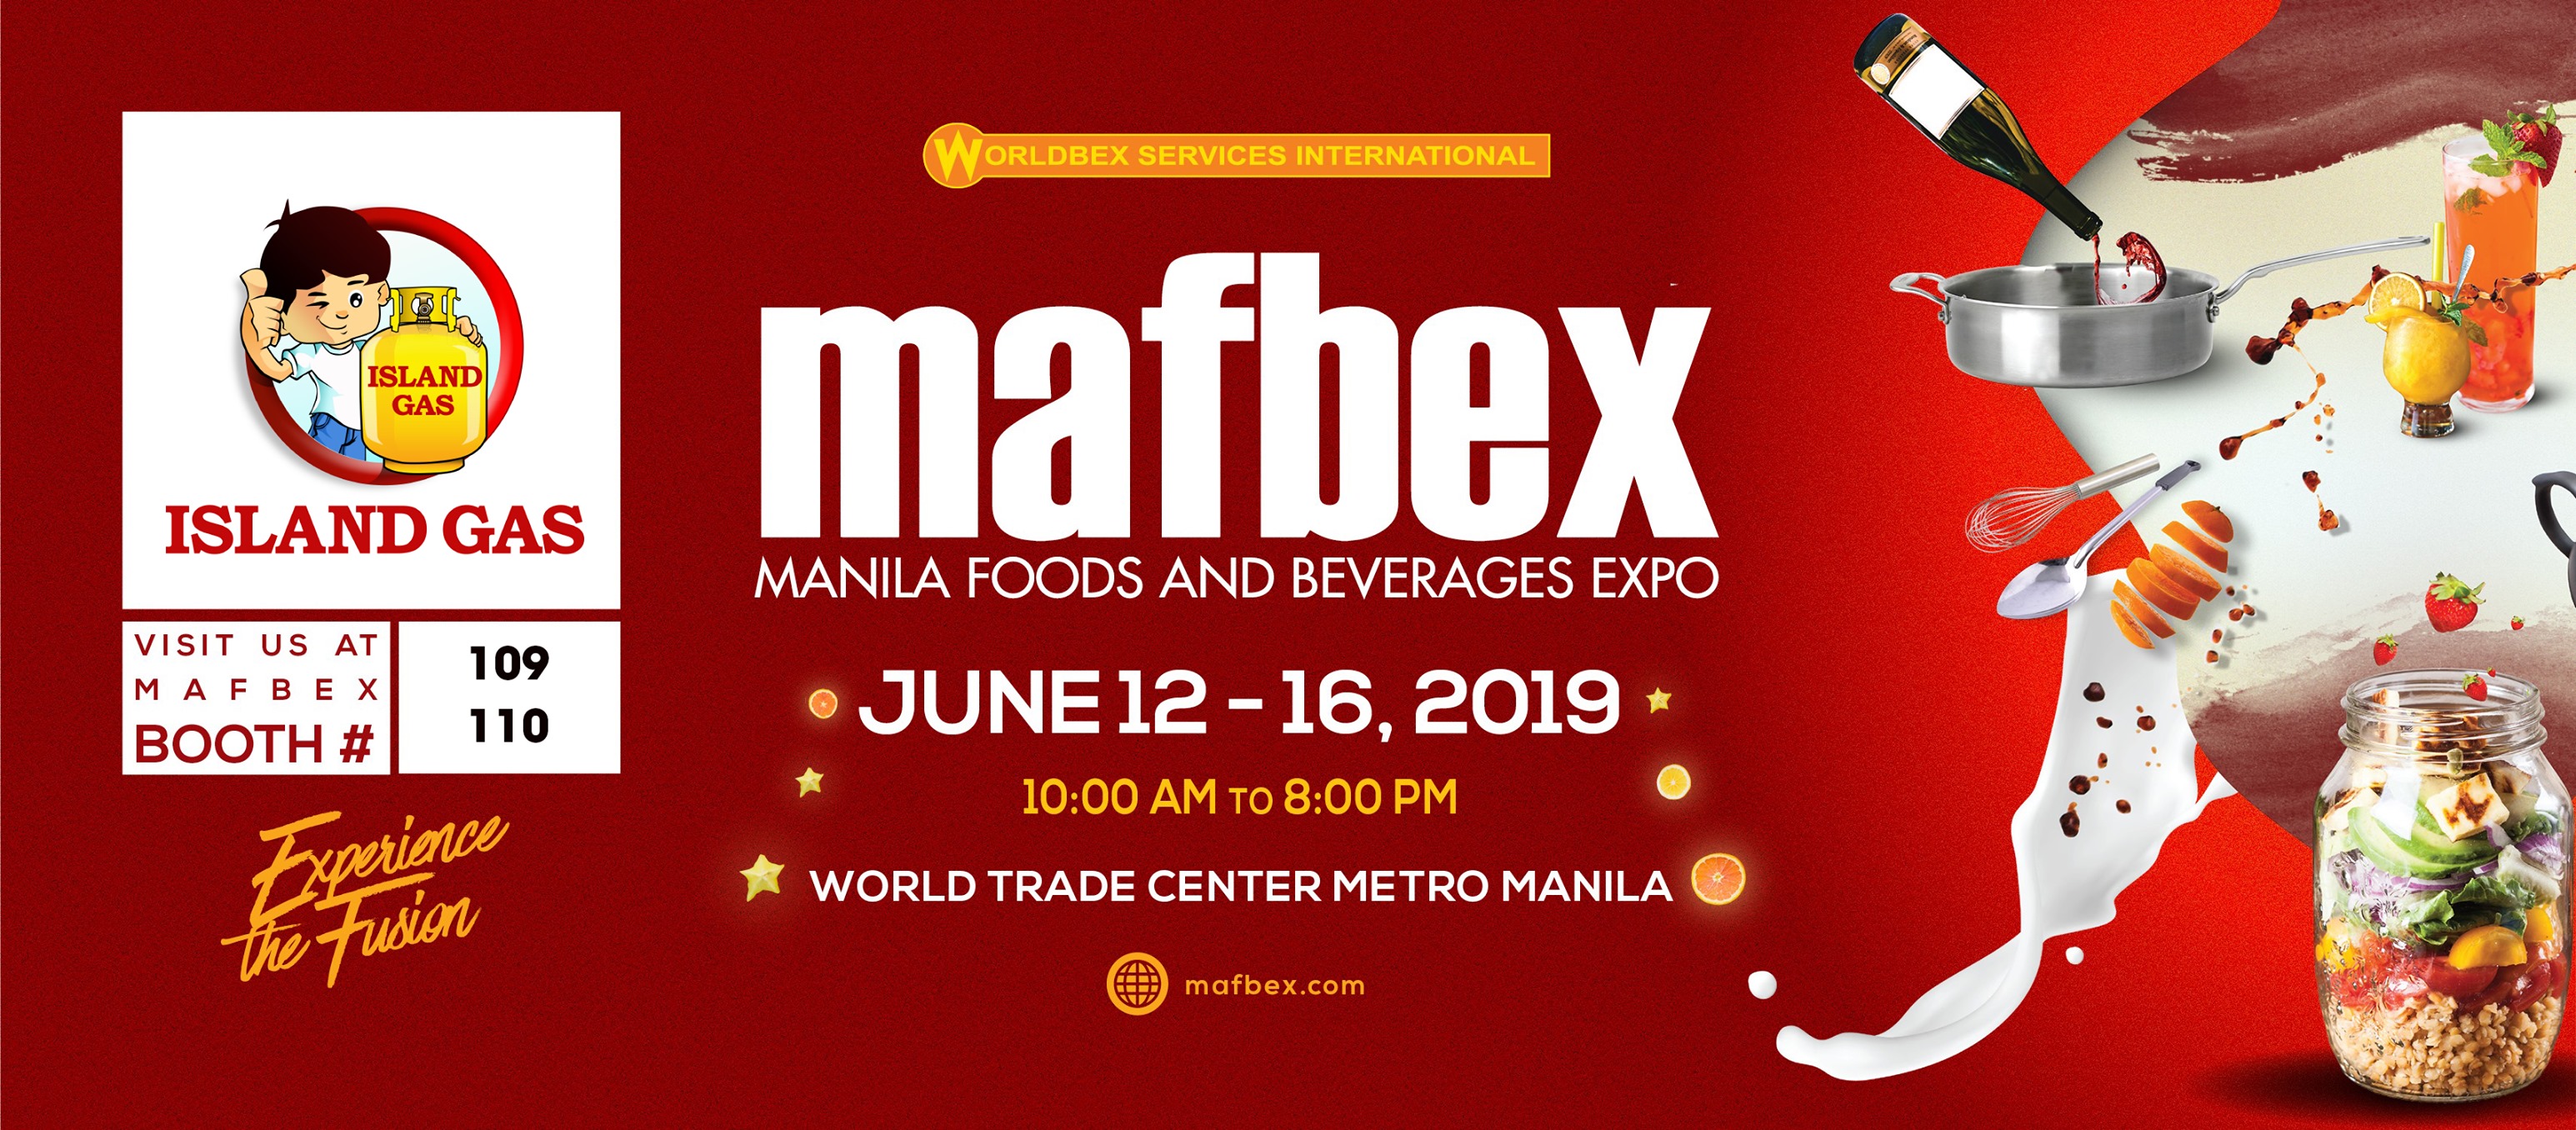 ISLAND
GAS
ISLAND GAS
VISIT US AT
MAFBEX
BOOTH #
109
110
Experience
the Fusion
WORLDBEX SERVICES INTERNATIONAL
mafbex
MANILA FOODS AND BEVERAGES EXPO
JUNE 12 - 16, 2019
10:00 AM TO 8:00 PM
WORLD TRADE CENTER METRO MANILA
mafbex.com